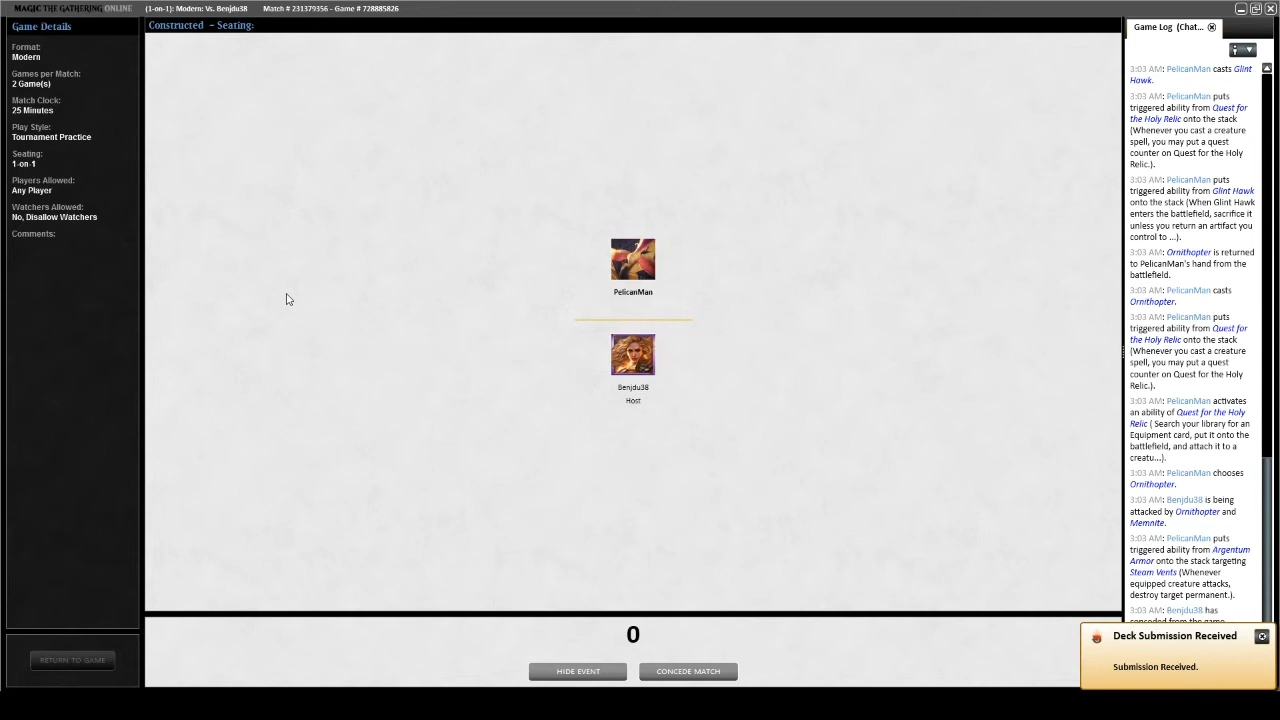 MAGIC THE GATHERING ONLINE (1-on-1): Modern: Vs. Benjdu38 Match # 231379356 - Game # 728885826
Game Details
Format:
Modern
Games per Match:
2 Game(s)
Match Clock:
25 Minutes
Play Style:
Tournament Practice
Seating:
1-on-1
Players Allowed:
Any Player
Watchers Allowed:
No, Disallow Watchers
Comments:
RETURN TO GAME
Constructed - Seating:
PelicanMan
Benjdu38
Host
0
HIDE EVENT CONCEDE MATCH
Game Log (Chat...
3:03 AM: PelicanMan casts Glint
Hawk.
3:03 AM: PelicanMan puts
triggered ability from Quest for
the Holy Relic onto the stack
(Whenever you cast a creature
spell, you may put a quest
counter on Quest for the Holy
Relic.).
3:03 AM: PelicanMan puts
triggered ability from Glint Hawk
onto the stack (When Glint Hawk
enters the battlefield, sacrifice it
unless you return an artifact you
control to ...).
3:03 AM: Ornithopter is returned
to PelicanMan's hand from the
battlefield.
3:03 AM: PelicanMan casts
Ornithopter.
3:03 AM: PelicanMan puts
triggered ability from Quest for
the Holy Relic onto the stack
(Whenever you cast a creature
spell, you may put a quest
counter on Quest for the Holy
Relic.).
3:03 AM: PelicanMan activates
an ability of Quest for the Holy
Relic ( Search your library for an
Equipment card, put it onto the
battlefield, and attach it to a
creatu...).
3:03 AM: PelicanMan chooses
Ornithopter.
3:03 AM: Benjdu38 is being
attacked by Ornithopter and
Memnite.
3:03 AM: PelicanMan puts
triggered ability from Argentum
Armor onto the stack targeting
Steam Vents (Whenever
equipped creature attacks,
destroy target permanent.).
3:03 AM: Benjdu38 has
conceded from the game.
Deck Submission Received
Submission Received.